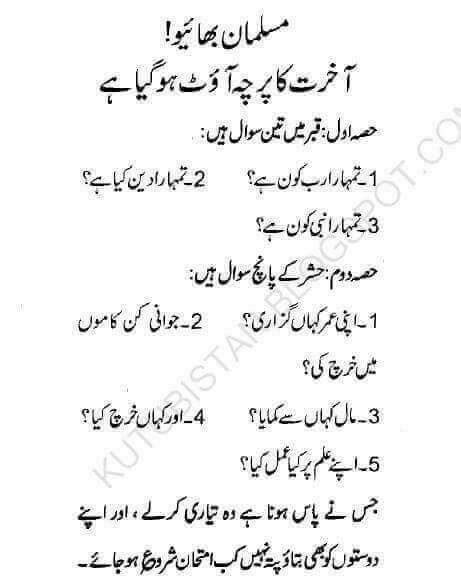 مسلمان بھائیو!
آخرت کا پرچہ آؤٹ ہو گیا ہے
حصہ اول: قبر میں تین سوال ہیں:
1۔ تمہارا رب کون ہے؟ 2۔ تمہارا دین کیا ہے؟
3۔ تمہارا نبی کون ہے؟
حصہ دوم: حشر کے پانچ سوال ہیں:
1۔ اپنی عمر کہاں گزاری؟ 2۔ جوانی کن کاموں
میں خرچ کی؟
3۔ مال کہاں سے کمایا؟ 4۔ اور کہاں خرچ کیا؟
5۔ اپنے علم پر کیا عمل کیا؟
جس نے پاس ہونا ہے وہ تیاری کرلے، اور اپنے
دوستوں کو بھی بتاؤ پتہ نہیں کب امتحان شروع ہو جائے۔
KUTUBISTAN.BLOGSPOT.COM